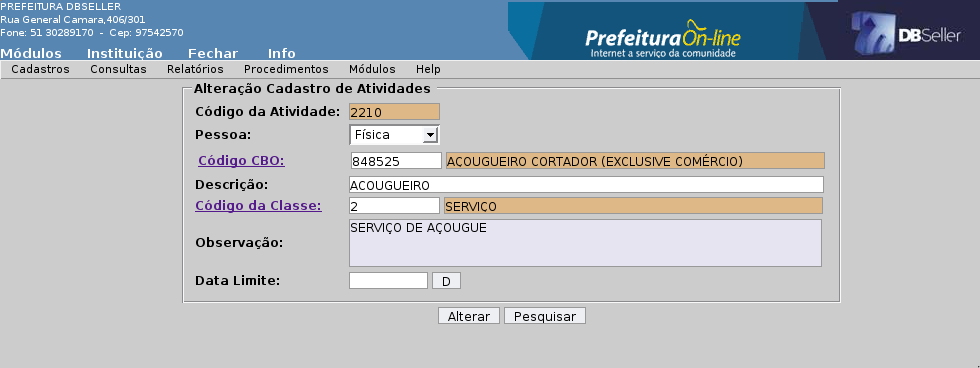 PREFEITURA DBSELLER
Rua General Camara,406/301
Fone: 51 30289170 - Cep: 97542570
Prefeitura On-line
Internet a serviço da comunidade
DBSeller
Módulos Instituição Fechar Info
Cadastros Consultas Relatórios Procedimentos Módulos Help
Alteração Cadastro de Atividades
Código da Atividade: 2210
Pessoa: Física
Código CBO: 848525 AÇOUGUEIRO CORTADOR (EXCLUSIVE COMÉRCIO)
Descrição: ACOUGUEIRO
Código da Classe: 2 SERVIÇO
Observação: SERVIÇO DE AÇOUGUE
Data Limite: D
Alterar Pesquisar